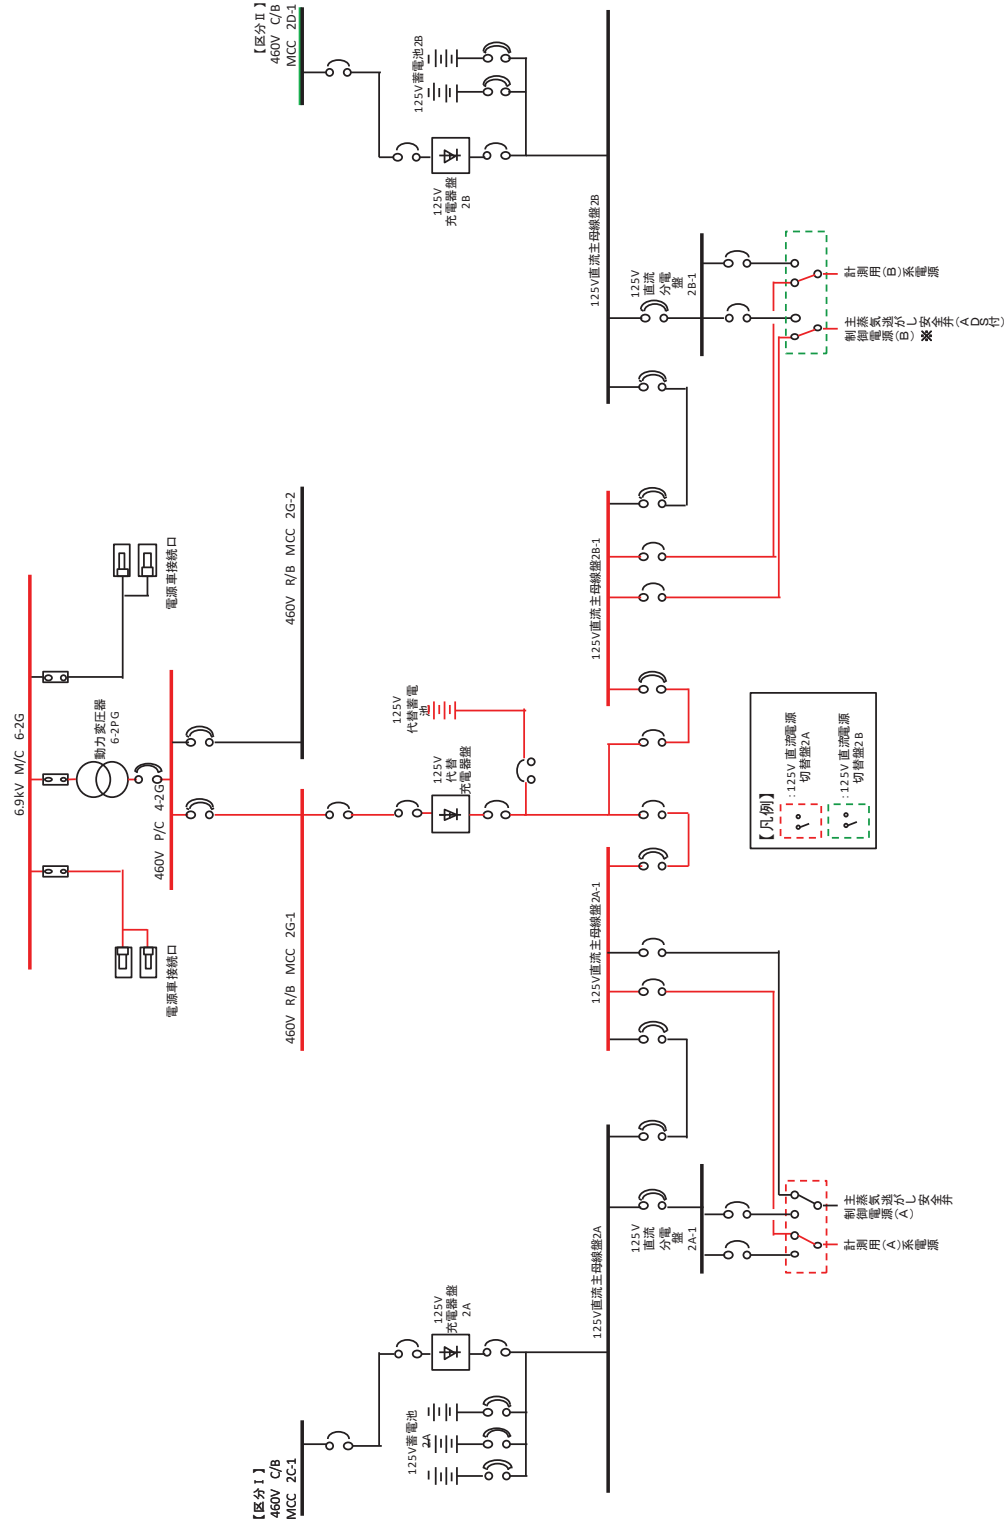 6.9kV M/C 6-2G
電源車接続口
動力変圧器
6-2PG
460V P/C 4-2G
電源車接続口
460V R/B MCC 2G-1
460V R/B MCC 2G-2
【区分Ⅰ】
460V C/B
MCC 2C-1
【区分Ⅱ】
460V C/B
MCC 2D-1
125V蓄電池
2A
125V
充電器盤
2A
125V
代替蓄電
池
125V
代替
充電器盤
125V蓄電池2B
125V
充電器盤
2B
125V直流主母線盤2A
125V直流主母線盤2A-1
125V直流主母線盤2B-1
125V直流主母線盤2B
125V
直流
分電
盤
2A-1
125V
直流
分電
盤
2B-1
計測用(A)系電源
主蒸気逃がし安全弁
制御電源(A)
主蒸気逃がし安全弁(ADS付)
制御電源(B) ※
計測用(B)系電源
【凡例】
:125V 直流電源
切替盤2A
:125V 直流電源
切替盤2B